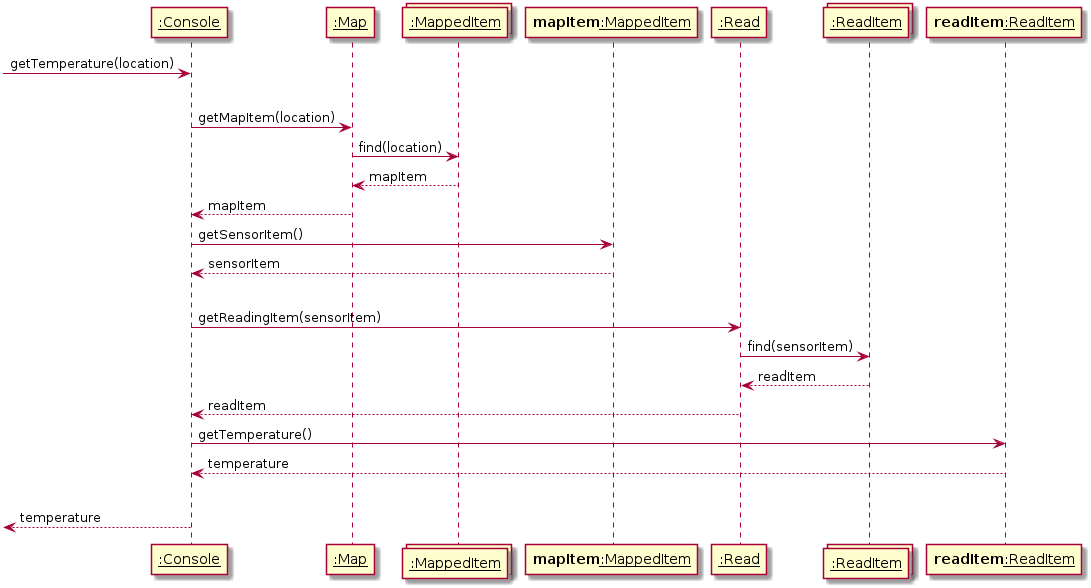 :Console
:Map
:MappedItem
mapItem:MappedItem
:Read
:ReadItem
readItem:ReadItem
getTemperature(location)
getMapItem(location)
find(location)
mapItem
mapItem
getSensorItem()
sensorItem
getReadingItem(sensorItem)
find(sensorItem)
readItem
readItem
getTemperature()
temperature
temperature
:Console
:Map
:MappedItem
mapItem:MappedItem
:Read
:ReadItem
readItem:ReadItem